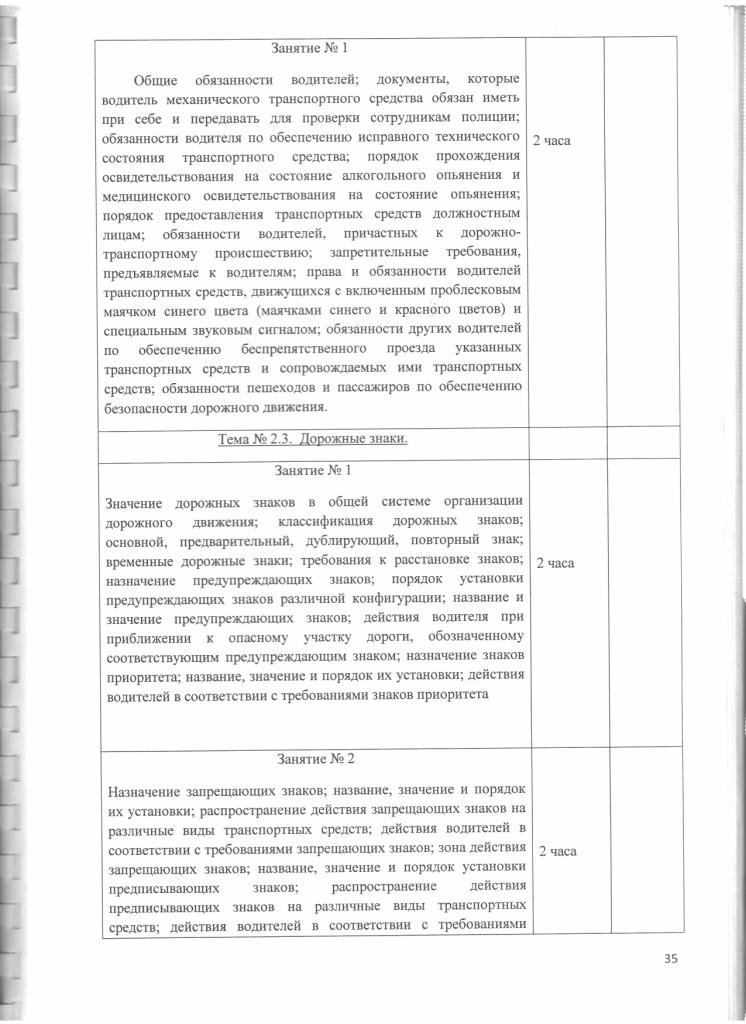 Занятие № 1
Общие обязанности водителей; документы, которые
водитель механического транспортного средства обязан иметь
при себе и передавать для проверки сотрудникам полиции;
обязанности водителя по обеспечению исправного технического
состояния транспортного средства; порядок прохождения
освидетельствования на состояние алкогольного опьянения и
медицинского освидетельствования на состояние опьянения;
порядок предоставления транспортных средств должностным
лицам; обязанности водителей, причастных к дорожно-
транспортному происшествию; запретительные требования,
предъявляемые к водителям; права и обязанности водителей
транспортных средств, движущихся с включенным проблесковым
маячком синего цвета (маячками синего и красного цветов) и
специальным звуковым сигналом; обязанности других водителей
по обеспечению беспрепятственного проезда указанных
транспортных средств и сопровождаемых ими транспортных
средств; обязанности пешеходов и пассажиров по обеспечению
безопасности дорожного движения.
2 часа
Тема № 2.3. Дорожные знаки.
Занятие № 1
Значение дорожных знаков в общей системе организации
дорожного движения; классификация дорожных знаков;
основной, предварительный, дублирующий, повторный знак;
временные дорожные знаки; требования к расстановке знаков;
назначение предупреждающих знаков; порядок установки
предупреждающих знаков различной конфигурации; название и
значение предупреждающих знаков; действия водителя при
приближении к опасному участку дороги, обозначенному
соответствующим предупреждающим знаком; назначение знаков
приоритета; название, значение и порядок их установки; действия
водителей в соответствии с требованиями знаков приоритета
2 часа
Занятие № 2
Назначение запрещающих знаков; название, значение и порядок
их установки; распространение действия запрещающих знаков на
различные виды транспортных средств; действия водителей в
соответствии с требованиями запрещающих знаков; зона действия
запрещающих знаков; название, значение и порядок установки
предписывающих знаков; распространение действия
предписывающих знаков на различные виды транспортных
средств; действия водителей в соответствии с требованиями
2 часа
35